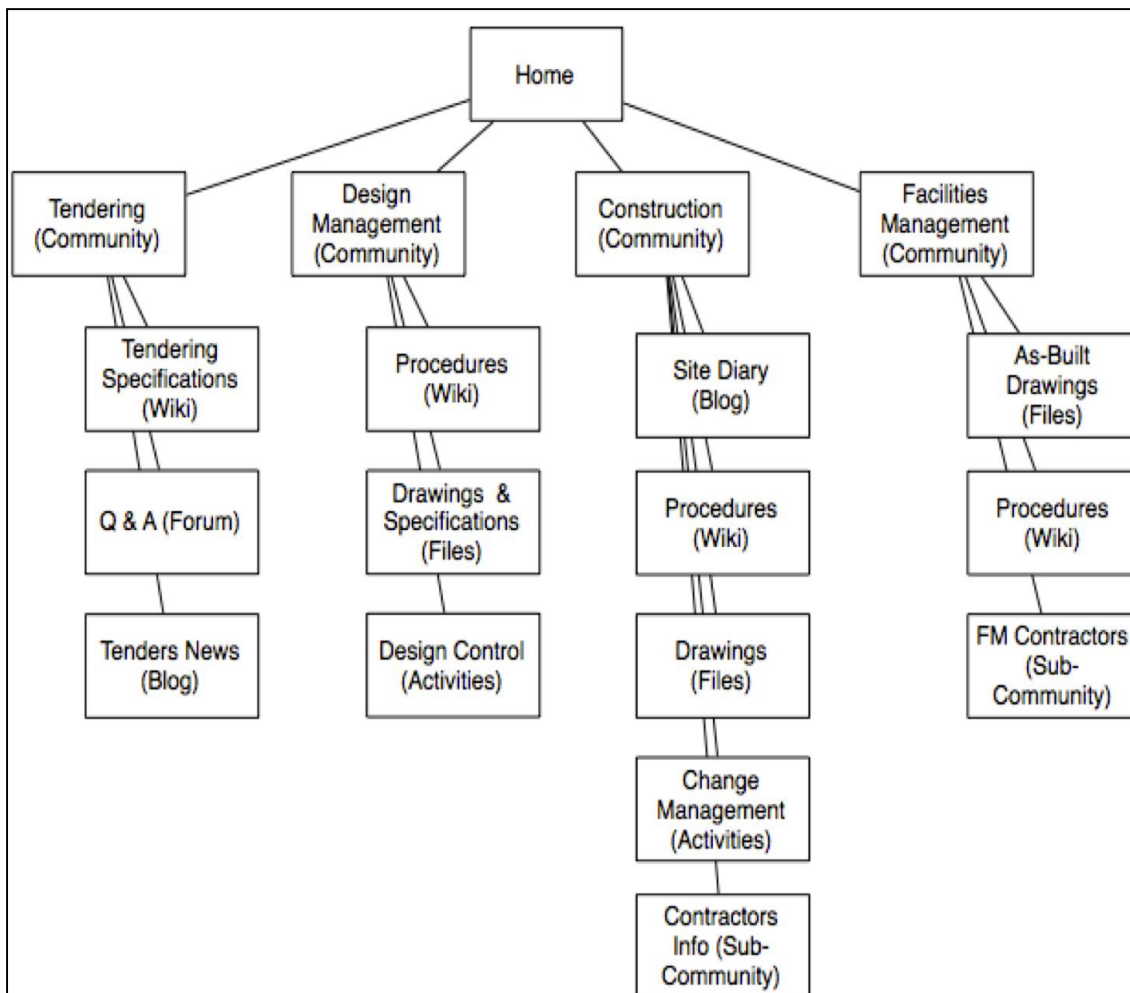 Home
Tendering
(Community)
Design
Management
(Community)
Construction
(Community)
Facilities
Management
(Community)
Tendering
Specifications
(Wiki)
Procedures
(Wiki)
Site Diary
(Blog)
As-Built
Drawings
(Files)
Q & A (Forum)
Drawings &
Specifications
(Files)
Procedures
(Wiki)
Procedures
(Wiki)
Tenders News
(Blog)
Design Control
(Activities)
Drawings
(Files)
FM Contractors
(Sub-
Community)
Change
Management
(Activities)
Contractors
Info (Sub-
Community)